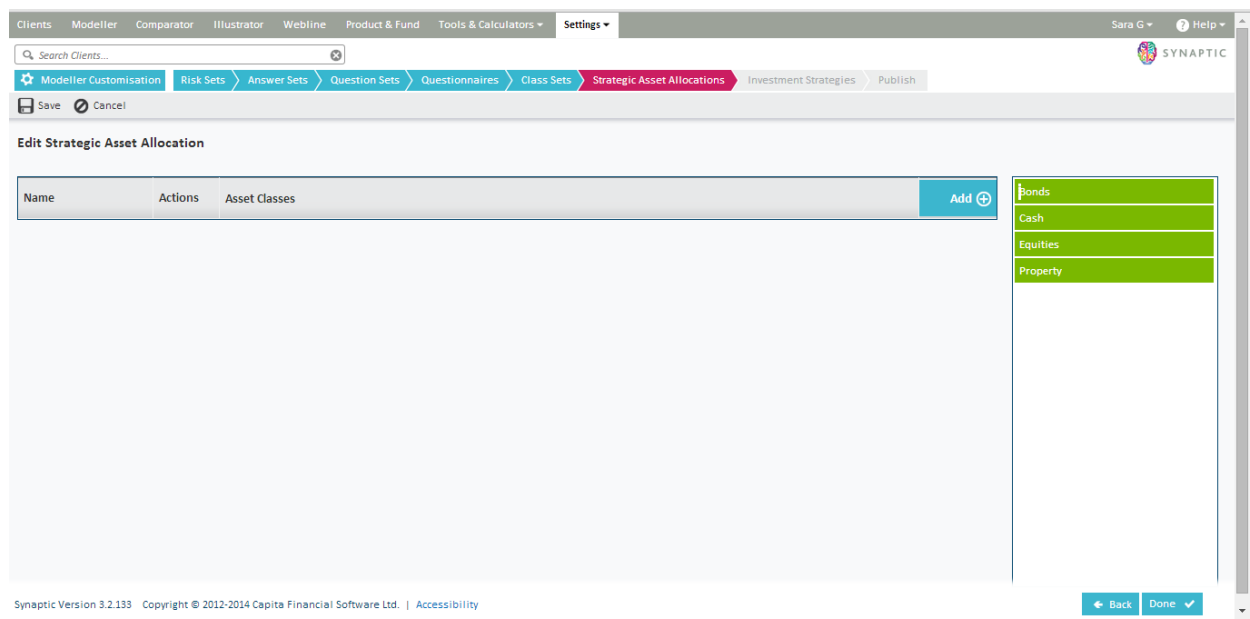 Clients Modeller Comparator Illustrator Webline Product & Fund Tools & Calculators Settings Sara G Help
Search Clients...
SYNAPTIC
Modeller Customisation Risk Sets Answer Sets Question Sets Questionnaires Class Sets Strategic Asset Allocations Investment Strategies Publish
Save Cancel
Edit Strategic Asset Allocation
Name Actions Asset Classes Add
Bonds
Cash
Equities
Property
Synaptic Version 3.2.133 Copyright © 2012-2014 Capita Financial Software Ltd. | Accessibility
Back Done